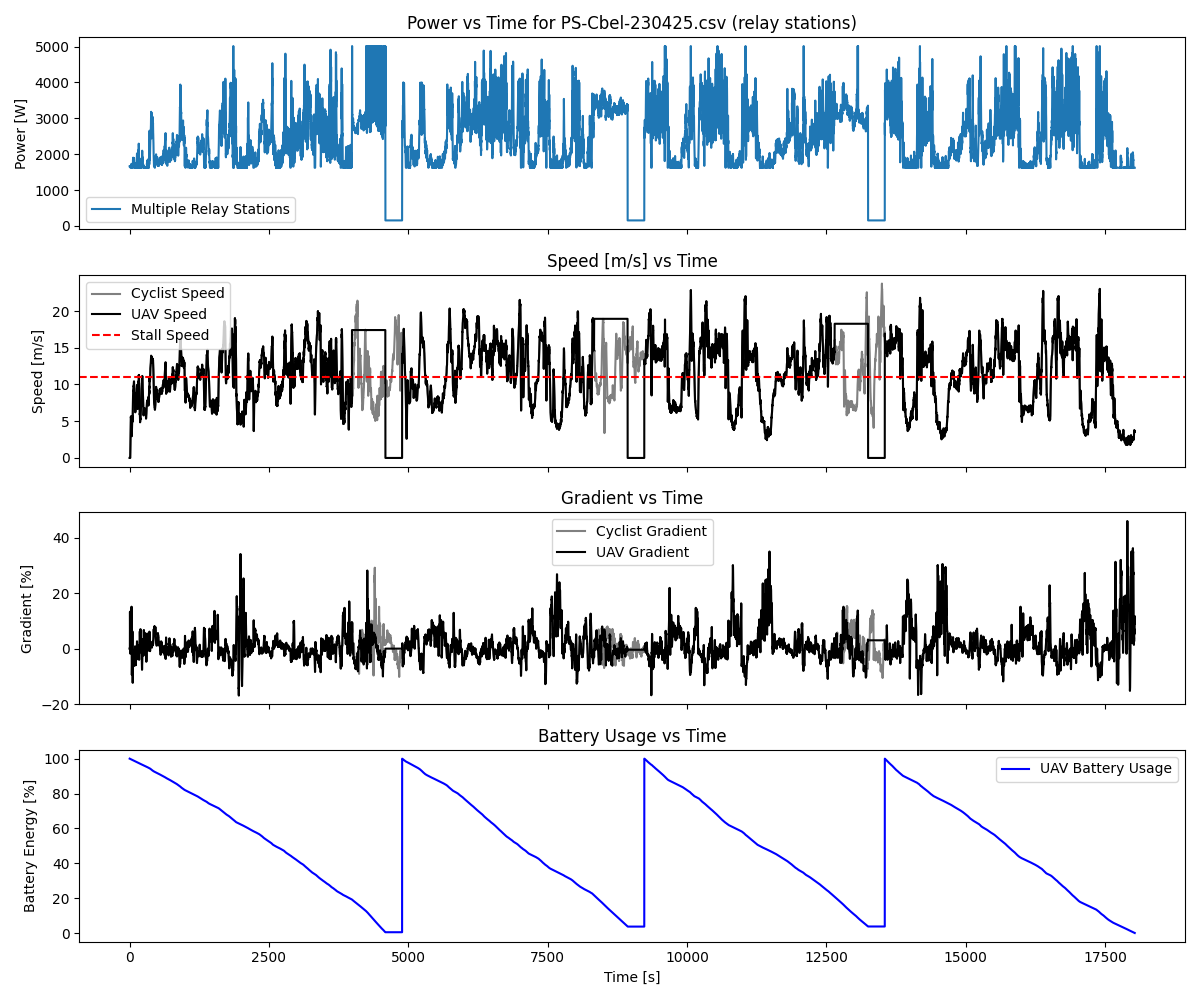 Power vs Time for PS-Cbel-230425.csv (relay stations)
5000
4000
3000
2000
1000
0
Power [W]
Multiple Relay Stations
Speed [m/s] vs Time
20
15
10
5
0
Speed [m/s]
Cyclist Speed
UAV Speed
Stall Speed
Gradient vs Time
40
20
0
−20
Gradient [%]
Cyclist Gradient
UAV Gradient
Battery Usage vs Time
100
80
60
40
20
0
Battery Energy [%]
UAV Battery Usage
0 2500 5000 7500 10000 12500 15000 17500
Time [s]